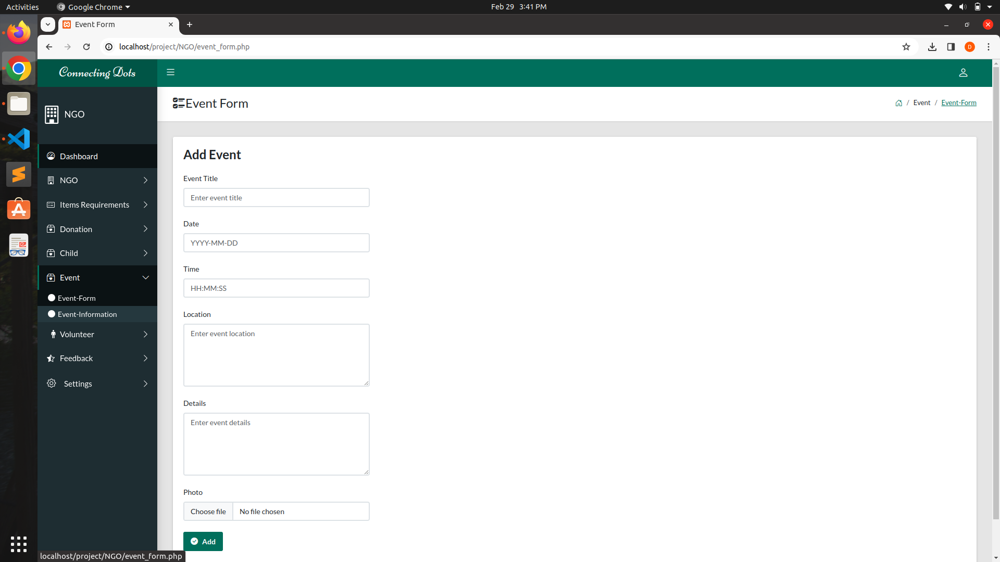 Activities
Google Chrome
Feb 29 3:41 PM
Event Form
localhost/project/NGO/event_form.php
D
Connecting Dots
NGO
Event Form
/ Event / Event-Form
Dashboard
NGO
Items Requirements
Donation
Child
Event
Event-Form
Event-Information
Volunteer
Feedback
Settings
Add Event
Event Title
Enter event title
Date
YYYY-MM-DD
Time
HH:MM:SS
Location
Enter event location
Details
Enter event details
Photo
Choose file No file chosen
Add
localhost/project/NGO/event_form.php